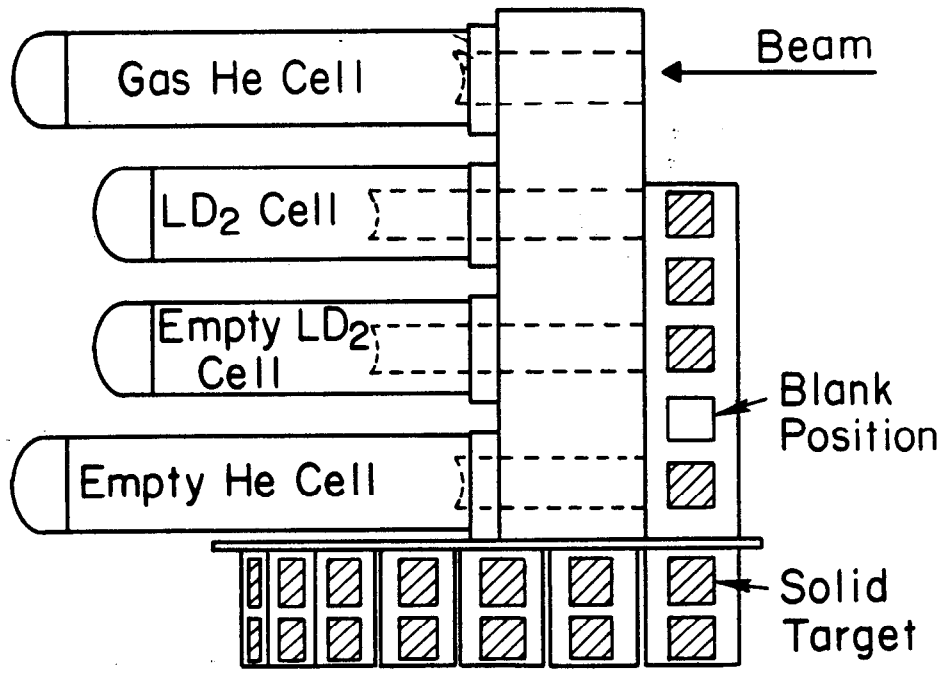 Beam
Gas He Cell
LD₂ Cell
Empty LD₂
Cell
Blank
Position
Empty He Cell
Solid
Target